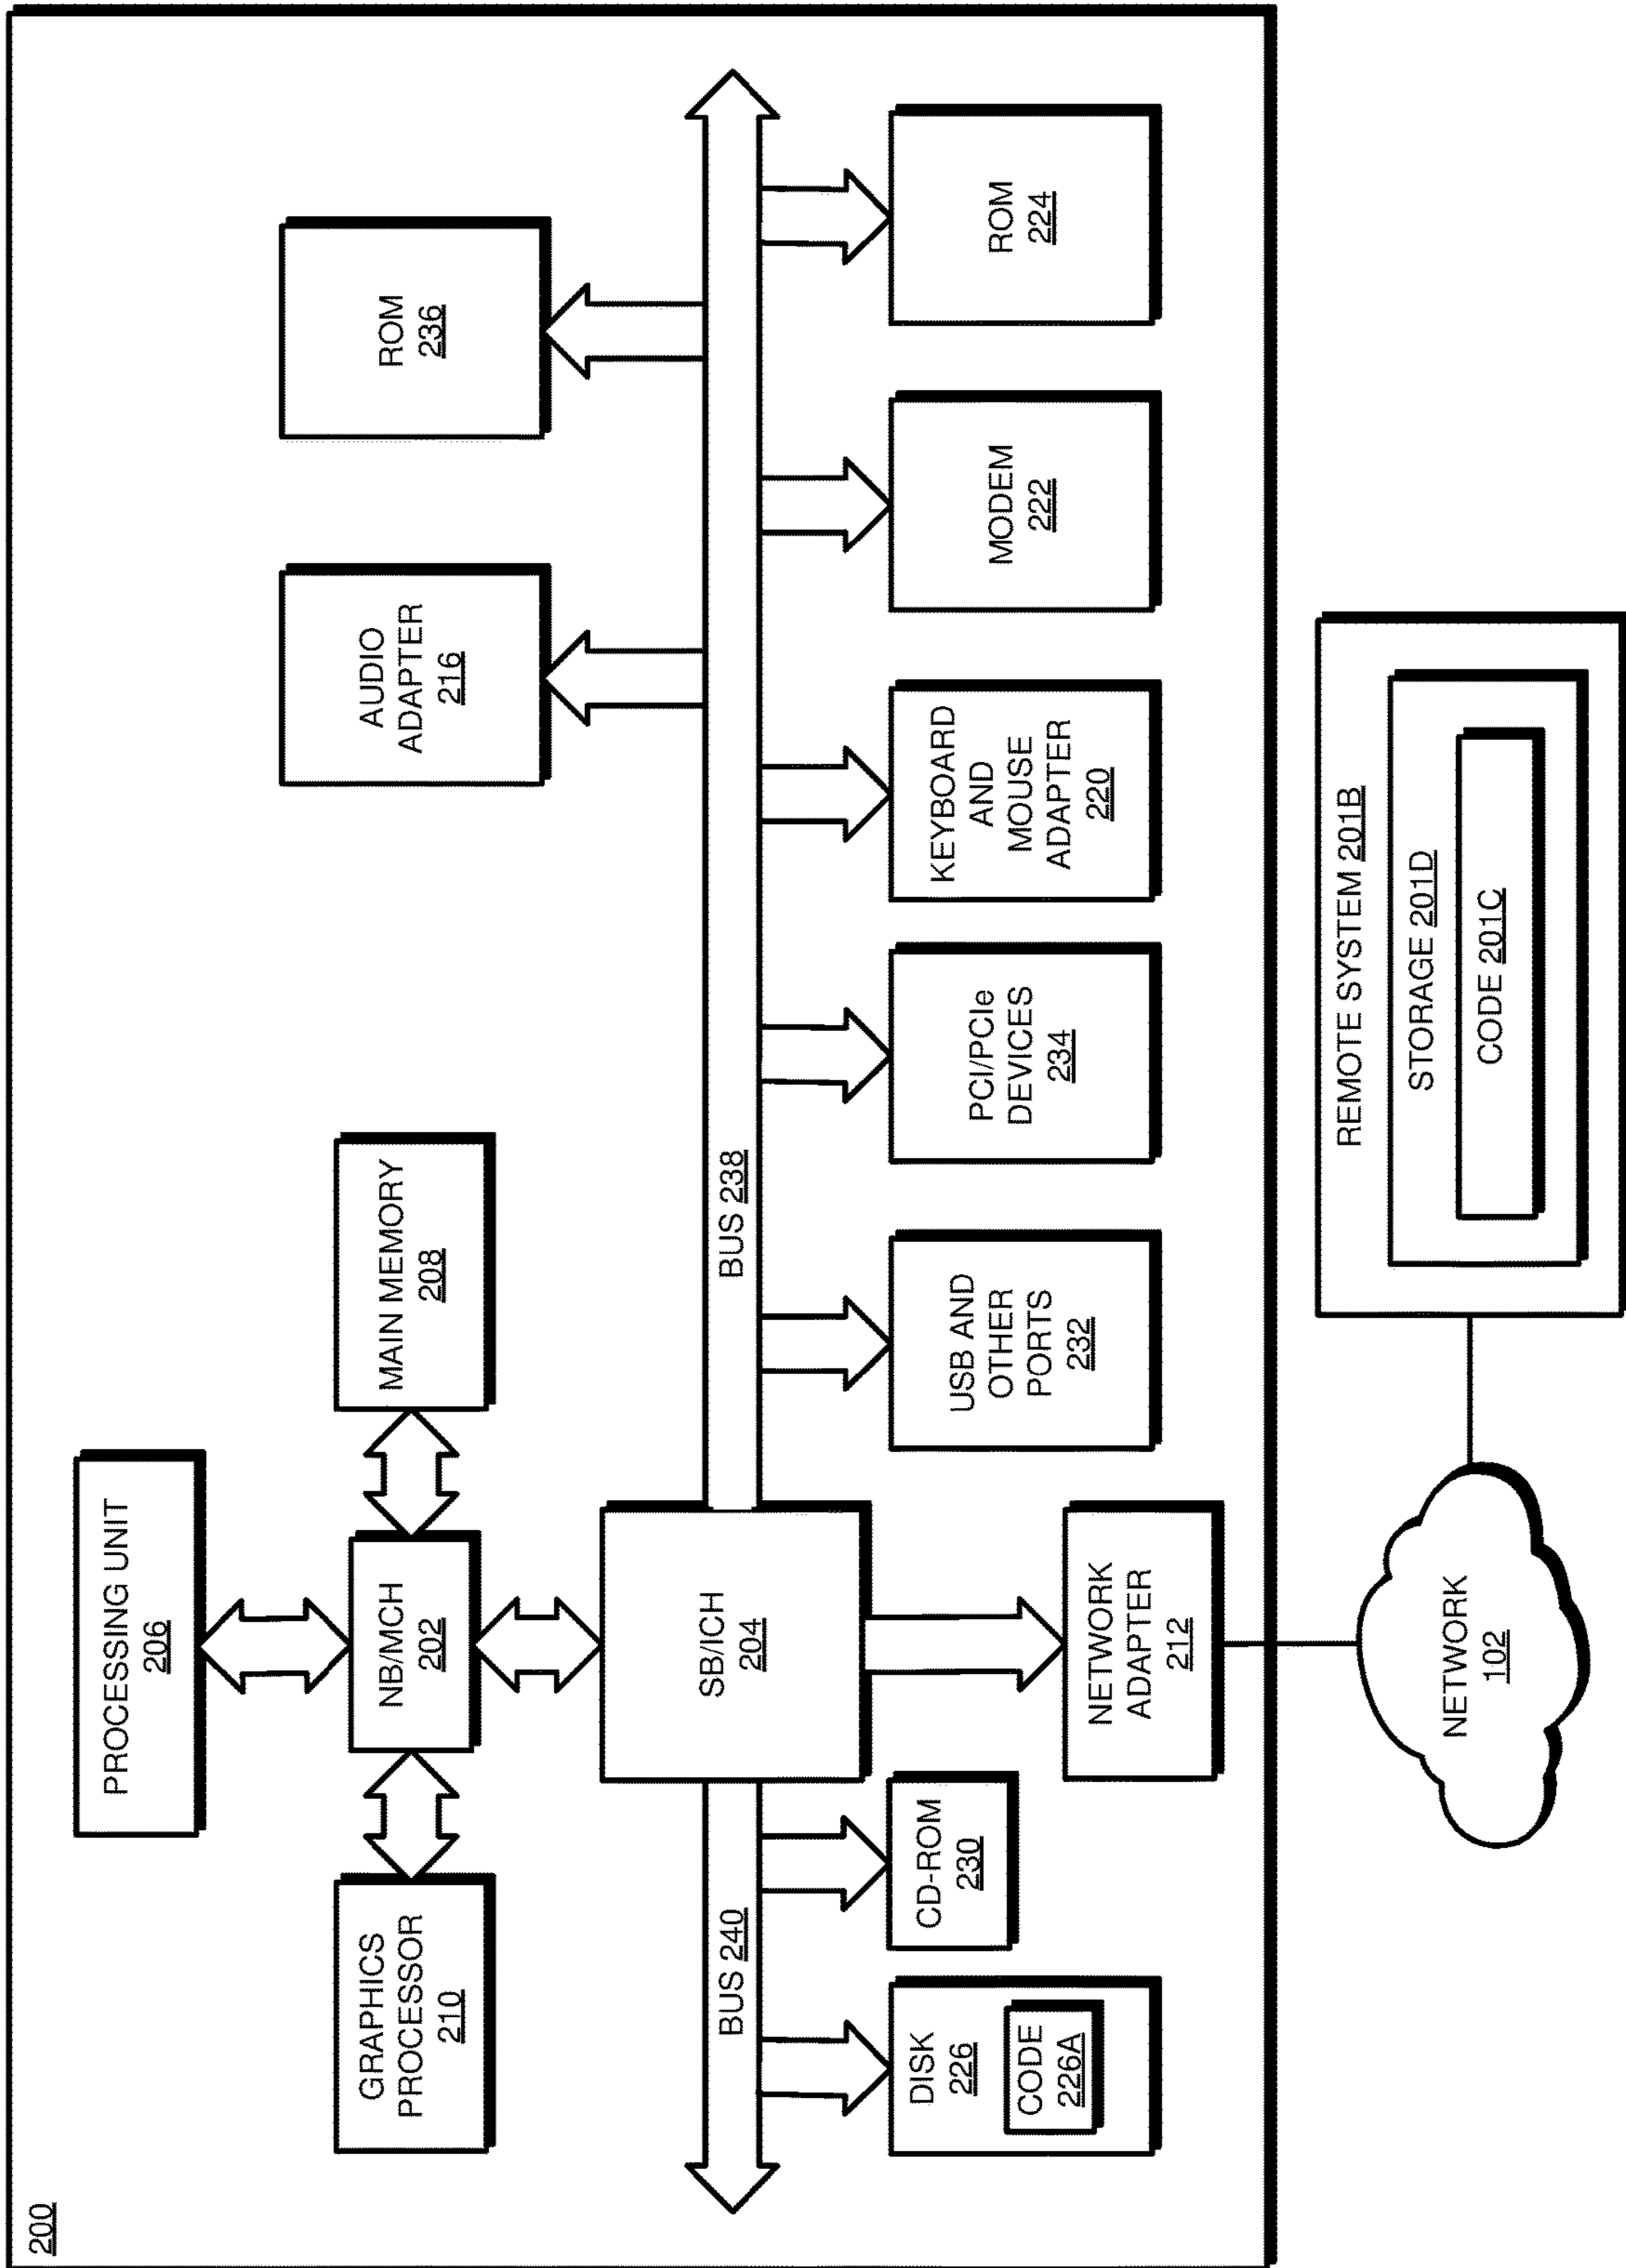 200
PROCESSING UNIT
206
GRAPHICS
PROCESSOR
210
NB/MCH
202
MAIN MEMORY
208
AUDIO
ADAPTER
216
ROM
236
SB/ICH
204
BUS 240
BUS 238
DISK
226
CODE
226A
CD-ROM
230
NETWORK
ADAPTER
212
USB AND
OTHER
PORTS
232
PCI/PCIe
DEVICES
234
KEYBOARD
AND
MOUSE
ADAPTER
220
MODEM
222
ROM
224
NETWORK
102
REMOTE SYSTEM 201B
STORAGE 201D
CODE 201C